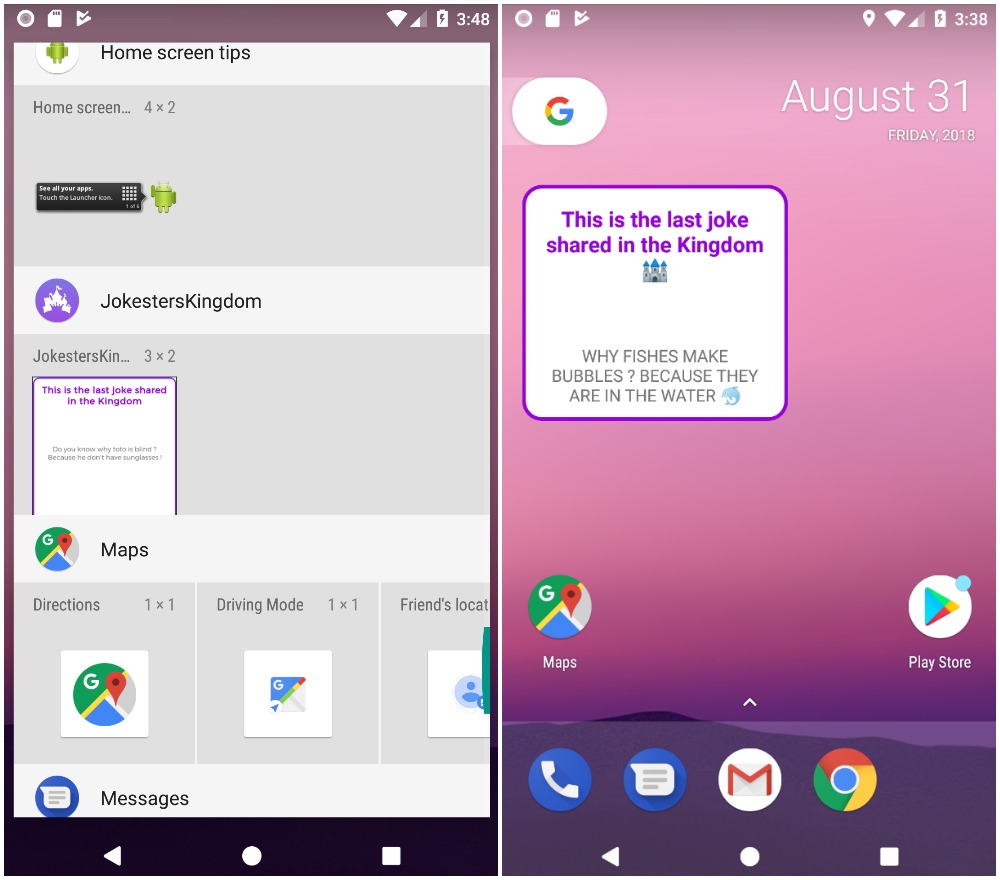 3:48
Home screen tips
Home screen... 4 × 2
See all your apps.
Touch the Launcher icon.
1 of 6
JokestersKingdom
JokestersKin... 3 × 2
This is the last joke shared
in the Kingdom
Do you know why toto is blind ?
Because he don't have sunglasses !
G
Maps
Directions 1 × 1
Driving Mode 1 × 1
Friend's locat
G
G
Messages
3:38
G
August 31
FRIDAY, 2018
This is the last joke
shared in the Kingdom
WHY FISHES MAKE
BUBBLES ? BECAUSE THEY
ARE IN THE WATER
G
Maps
Play Store